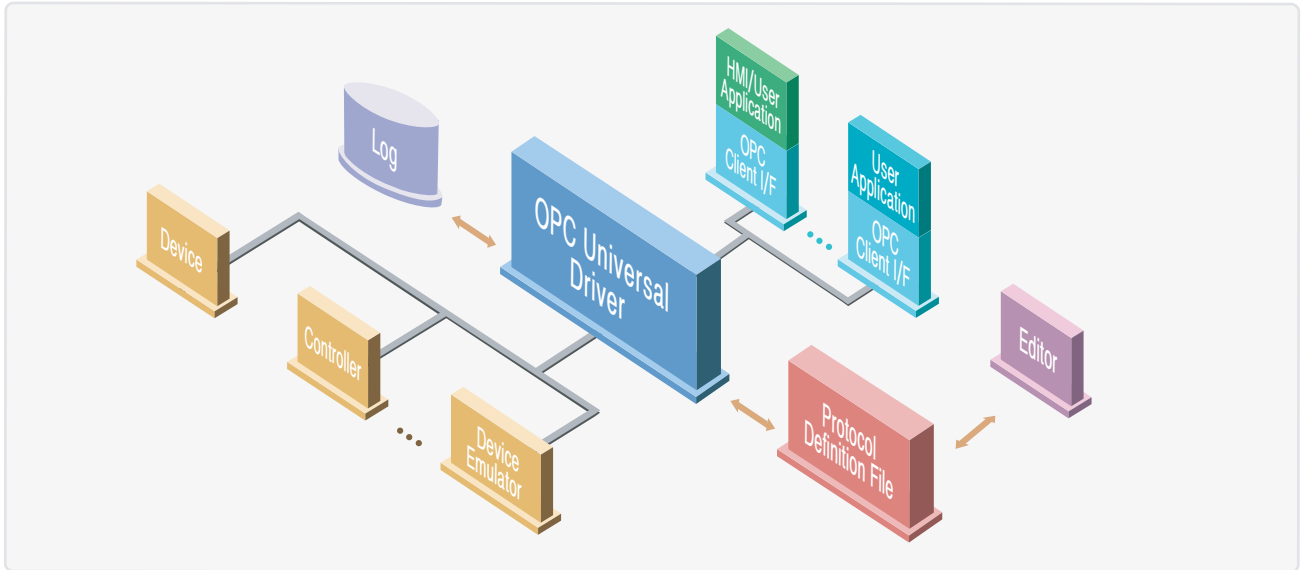 HMI/User
Application
OPC
Client I/F
Log
User
Application
OPC
Client I/F
OPC Universal
Driver
Device
Controller
Device
Emulator
Protocol
Definition File
Editor